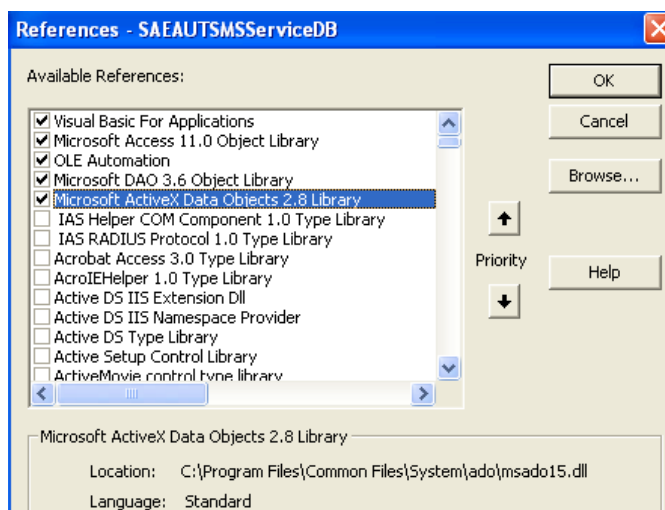 References - SAEAUTSMSServiceDB
Available References:
OK
Cancel
Browse...
Priority
Help
Visual Basic For Applications
Microsoft Access 11.0 Object Library
OLE Automation
Microsoft DAO 3.6 Object Library
Microsoft ActiveX Data Objects 2.8 Library
IAS Helper COM Component 1.0 Type Library
IAS RADIUS Protocol 1.0 Type Library
Acrobat Access 3.0 Type Library
AcroIEHelper 1.0 Type Library
Active DS IIS Extension Dll
Active DS IIS Namespace Provider
Active DS Type Library
Active Setup Control Library
ActiveMovie control type library
Microsoft ActiveX Data Objects 2.8 Library
Location: C:\Program Files\Common Files\System\ado\msado15.dll
Language: Standard